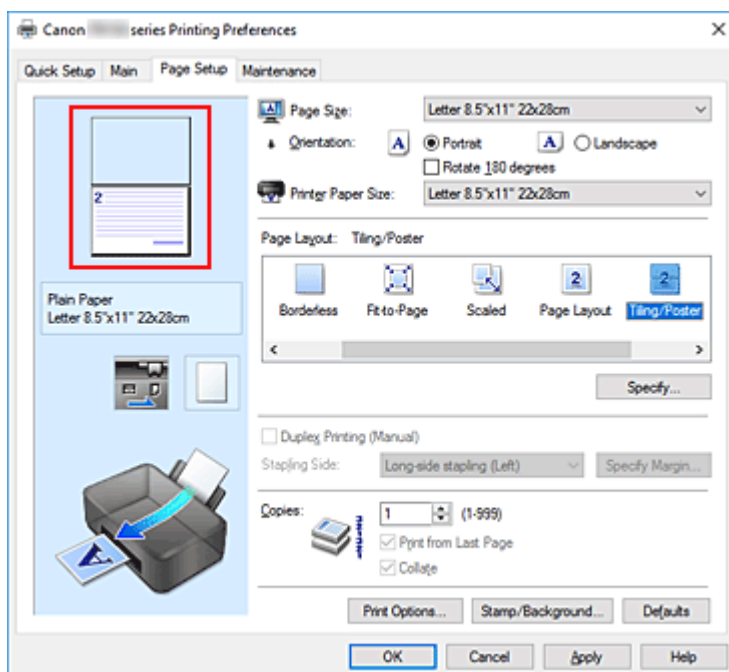 Canon series Printing Preferences
Quick Setup Main Page Setup Maintenance
2
Plain Paper
Letter 8.5"x11" 22x28cm
Page Size: Letter 8.5"x11" 22x28cm
Orientation: A Portrait A Landscape
Rotate 180 degrees
Printer Paper Size: Letter 8.5"x11" 22x28cm
Page Layout: Tiling/Poster
2 2
Borderless Fit-to-Page Scaled Page Layout Tiling/Poster
Specify...
Duplex Printing (Manual)
Stapling Side: Long-side stapling (Left) Specify Margin...
Copies: 1 (1-999)
Print from Last Page
Collate
Print Options... Stamp/Background... Defaults
OK Cancel Apply Help